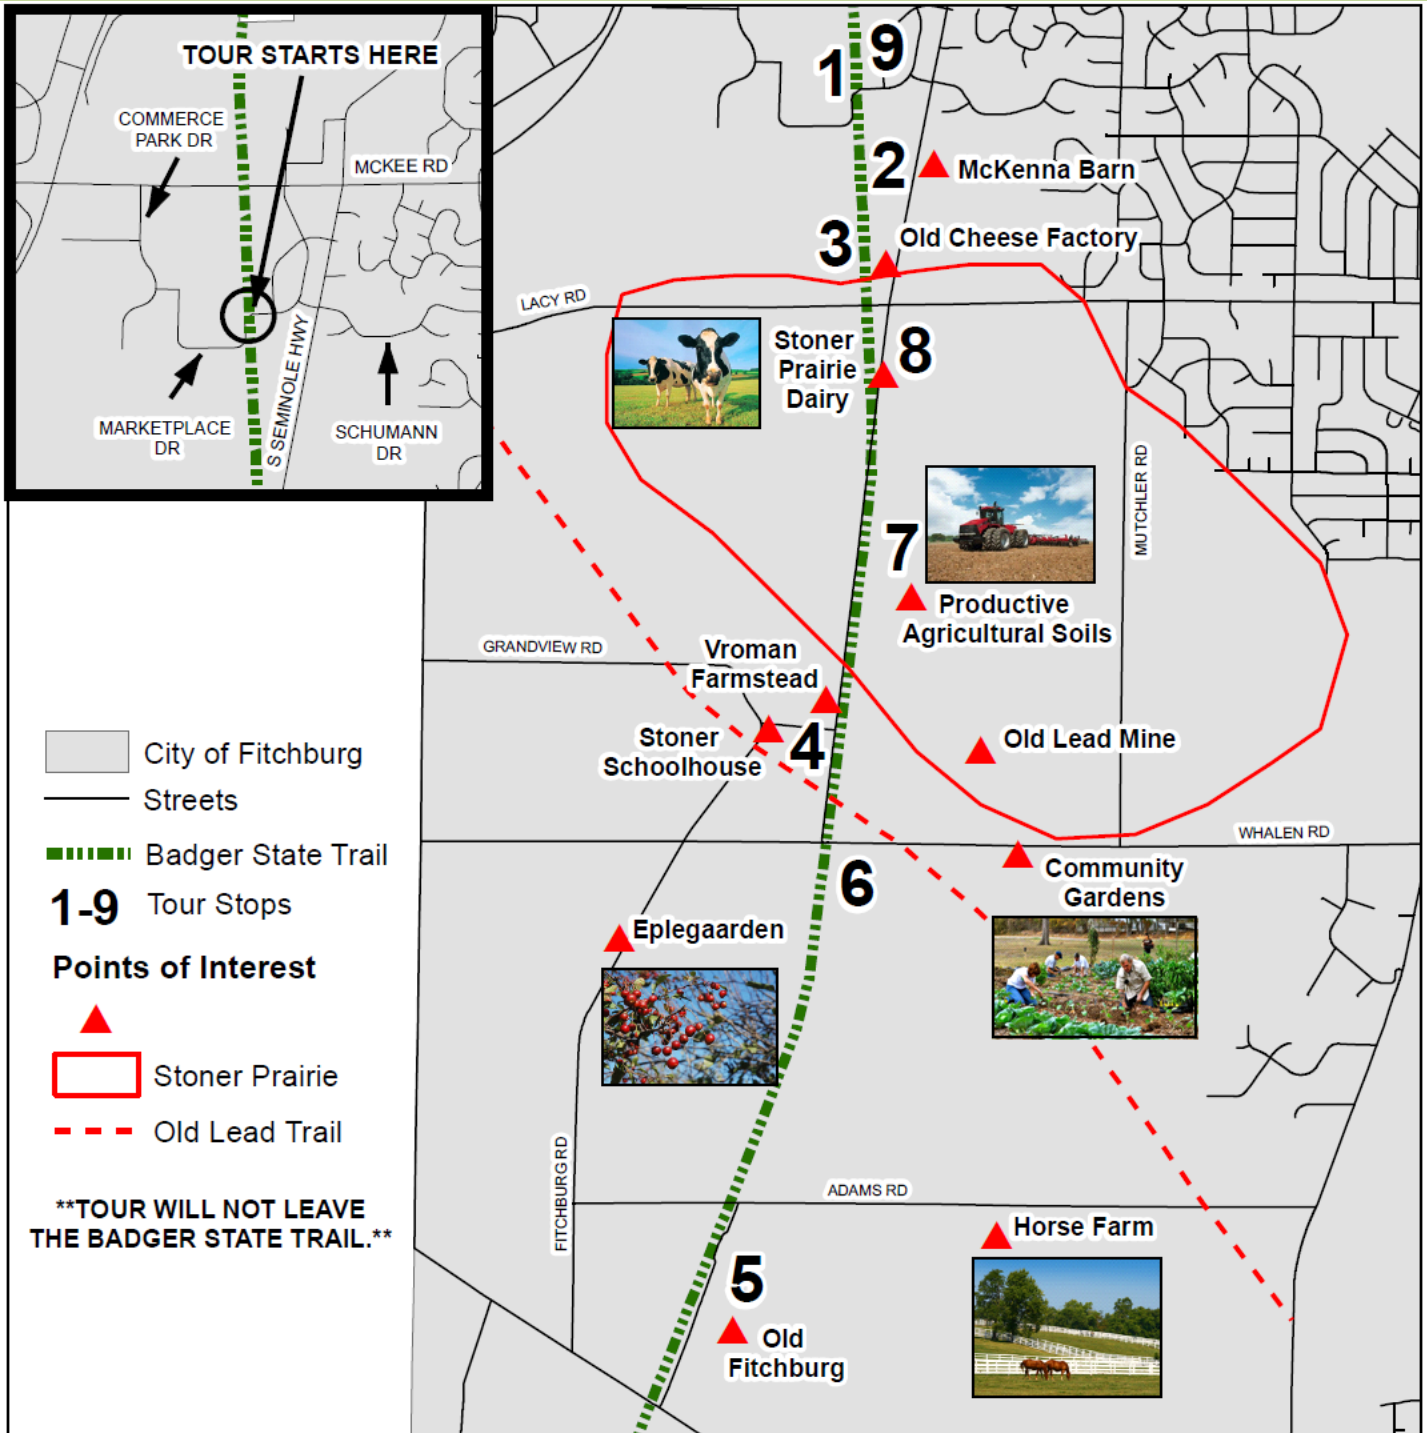 TOUR STARTS HERE
COMMERCE
PARK DR
MCKEE RD
MARKETPLACE
DR
S SEMINOLE HWY
SCHUMANN
DR
1
9
2
McKenna Barn
3
Old Cheese Factory
LACY RD
Stoner
Prairie
Dairy
8
MUTCHLER RD
7
Productive
Agricultural Soils
GRANDVIEW RD
Vroman
Farmstead
Stoner
Schoolhouse
4
Old Lead Mine
WHALEN RD
6
Community
Gardens
Eplegaarden
FITCHBURG RD
ADAMS RD
Horse Farm
5
Old
Fitchburg
City of Fitchburg
Streets
Badger State Trail
1-9 Tour Stops
Points of Interest
Stoner Prairie
Old Lead Trail
**TOUR WILL NOT LEAVE
THE BADGER STATE TRAIL.**